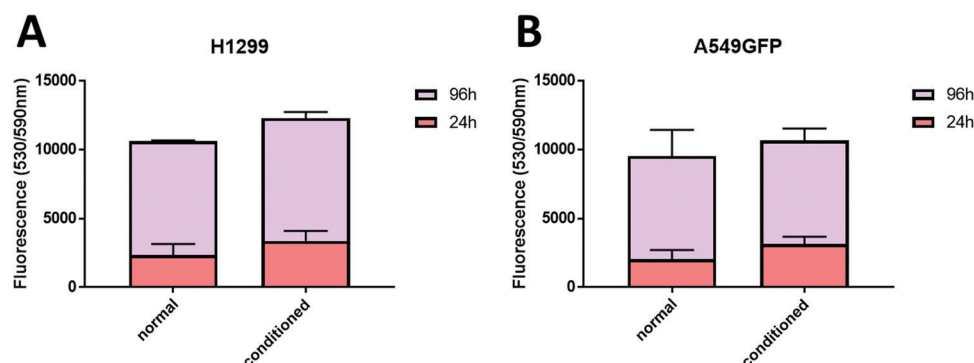 A
H1299
Fluorescence (530/590nm)
15000
10000
5000
0
normal
conditioned
96h
24h
B
A549GFP
Fluorescence (530/590nm)
15000
10000
5000
0
normal
conditioned
96h
24h